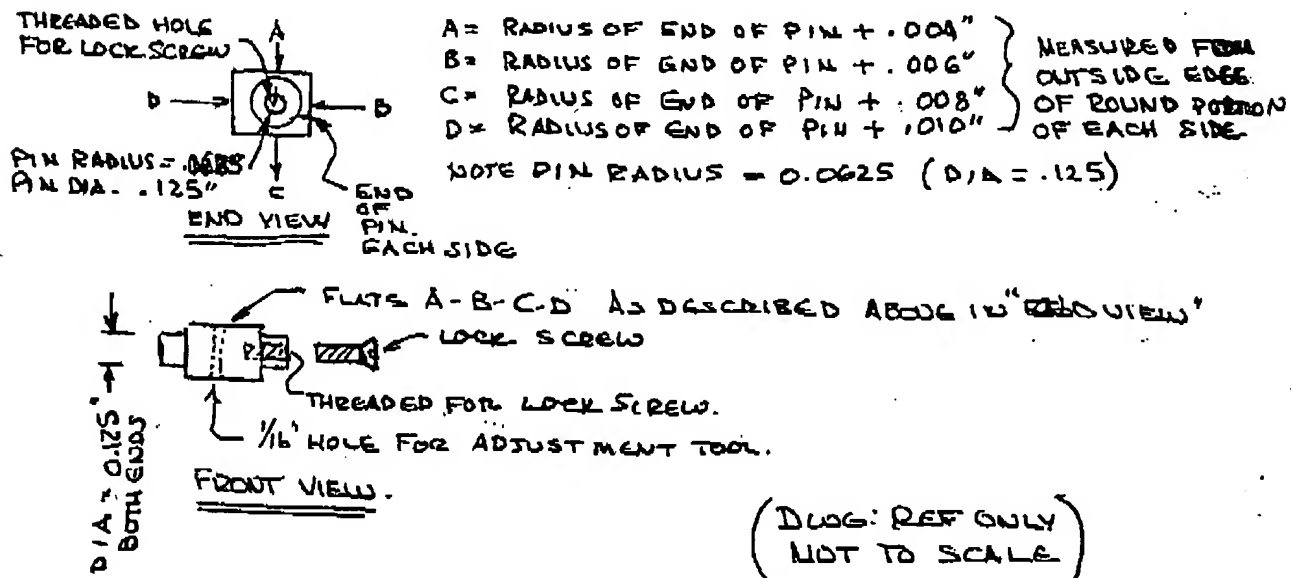 THREADED HOLE
FOR LOCK SCREW
A
D
B
C
PIN RADIUS = .0625
PIN DIA. .125"
END VIEW
END
OF
PIN.
EACH SIDE
A = RADIUS OF END OF PIN + .004"
B = RADIUS OF END OF PIN + .006"
C = RADIUS OF END OF PIN + .008"
D = RADIUS OF END OF PIN + .010"
MEASURED FROM
OUTSIDE EDGE
OF ROUND PORTION
OF EACH SIDE
NOTE PIN RADIUS = 0.0625 (DIA = .125)
FLATS A-B-C-D AS DESCRIBED ABOVE IN "END VIEW"
LOCK SCREW
THREADED FOR LOCK SCREW.
1/16" HOLE FOR ADJUSTMENT TOOL.
DIA = 0.125"
BOTH ENDS
FRONT VIEW.
(DWG: REF ONLY
NOT TO SCALE)